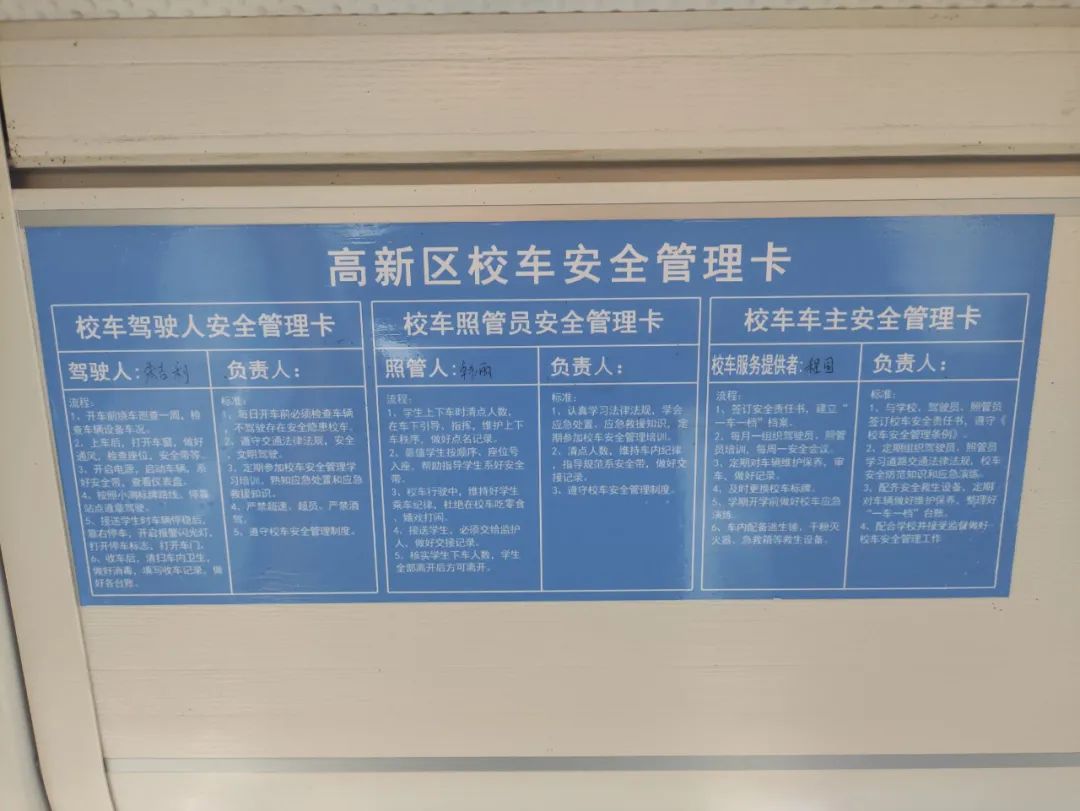 高新区校车安全管理卡
校车驾驶人安全管理卡
驾驶人:
负责人:
流程:
1、开车前绕车巡查一周,检
查车辆设备车况。
2、上车后,打开车窗,做好
通风,检查座位,安全带等。
3、开启电源,启动车辆,系
好安全带,查看仪表盘。
4、按照小测标牌路线,停靠
站点遵章驾驶。
5、接送学生时车辆停稳后,
靠右停车,开启报警闪光灯,
打开停车标志,打开车门。
6、收车后,清扫车内卫生,
做好消毒,填写收车记录。做
好各台账。
标准:
1、每日开车前必须检查车辆
,不驾驶存在安全隐患校车。
2、遵守交通法律法规,安全
文明驾驶。
3、定期参加校车安全管理学
习培训,熟知应急处置和应急
救援知识。
4、严禁超速、超员、严禁酒
驾。
5、遵守校车安全管理制度。
校车照管员安全管理卡
照管人:韩丽
负责人:
流程:
1、学生上下车时清点人数,
在车下引导、指挥,维护上下
车秩序,做好点名记录。
2、要值学生按顺序、座位号
入座,帮助指导学生系好安全
带。
3、校车行驶中,维持好学生
乘车纪律,杜绝在校车吃零食
、嬉戏打闹。
4、接送学生,必须交给监护
人,做好交接记录。
5、核实学生下车人数,学生
全部离开后方可离开。
标准:
1、认真学习法律法规,学会
应急处置、应急救援知识,定
期参加校车安全管理培训。
2、清点人数,维持车内纪律
,指导规范系安全带,做好交
接记录。
3、遵守校车安全管理制度。
校车车主安全管理卡
校车服务提供者:程国
负责人:
流程:
1、签订安全责任书,建立“
一车一档”档案。
2、每月一组织驾驶员、照管
员培训、每周一安全会议。
3、定期对车辆维护保养,审
车,做好记录。
4、及时更换校车标牌。
5、学期开学前做好校车应急
演练。
6、车内配备逃生锤,干粉灭
火器、急救箱等救生设备。
标准:
1、与学校、驾驶员、照管员
签订校车安全责任书,遵守《
校车安全管理条例》。
2、定期组织驾驶员、照管员
学习道路交通法律法规,校车
安全防范知识和应急演练。
3、配齐安全救生设备,定期
对车辆做好维护保养,整理好
“一车一档”台账。
4、配合学校并接受监督做好
校车安全管理工作